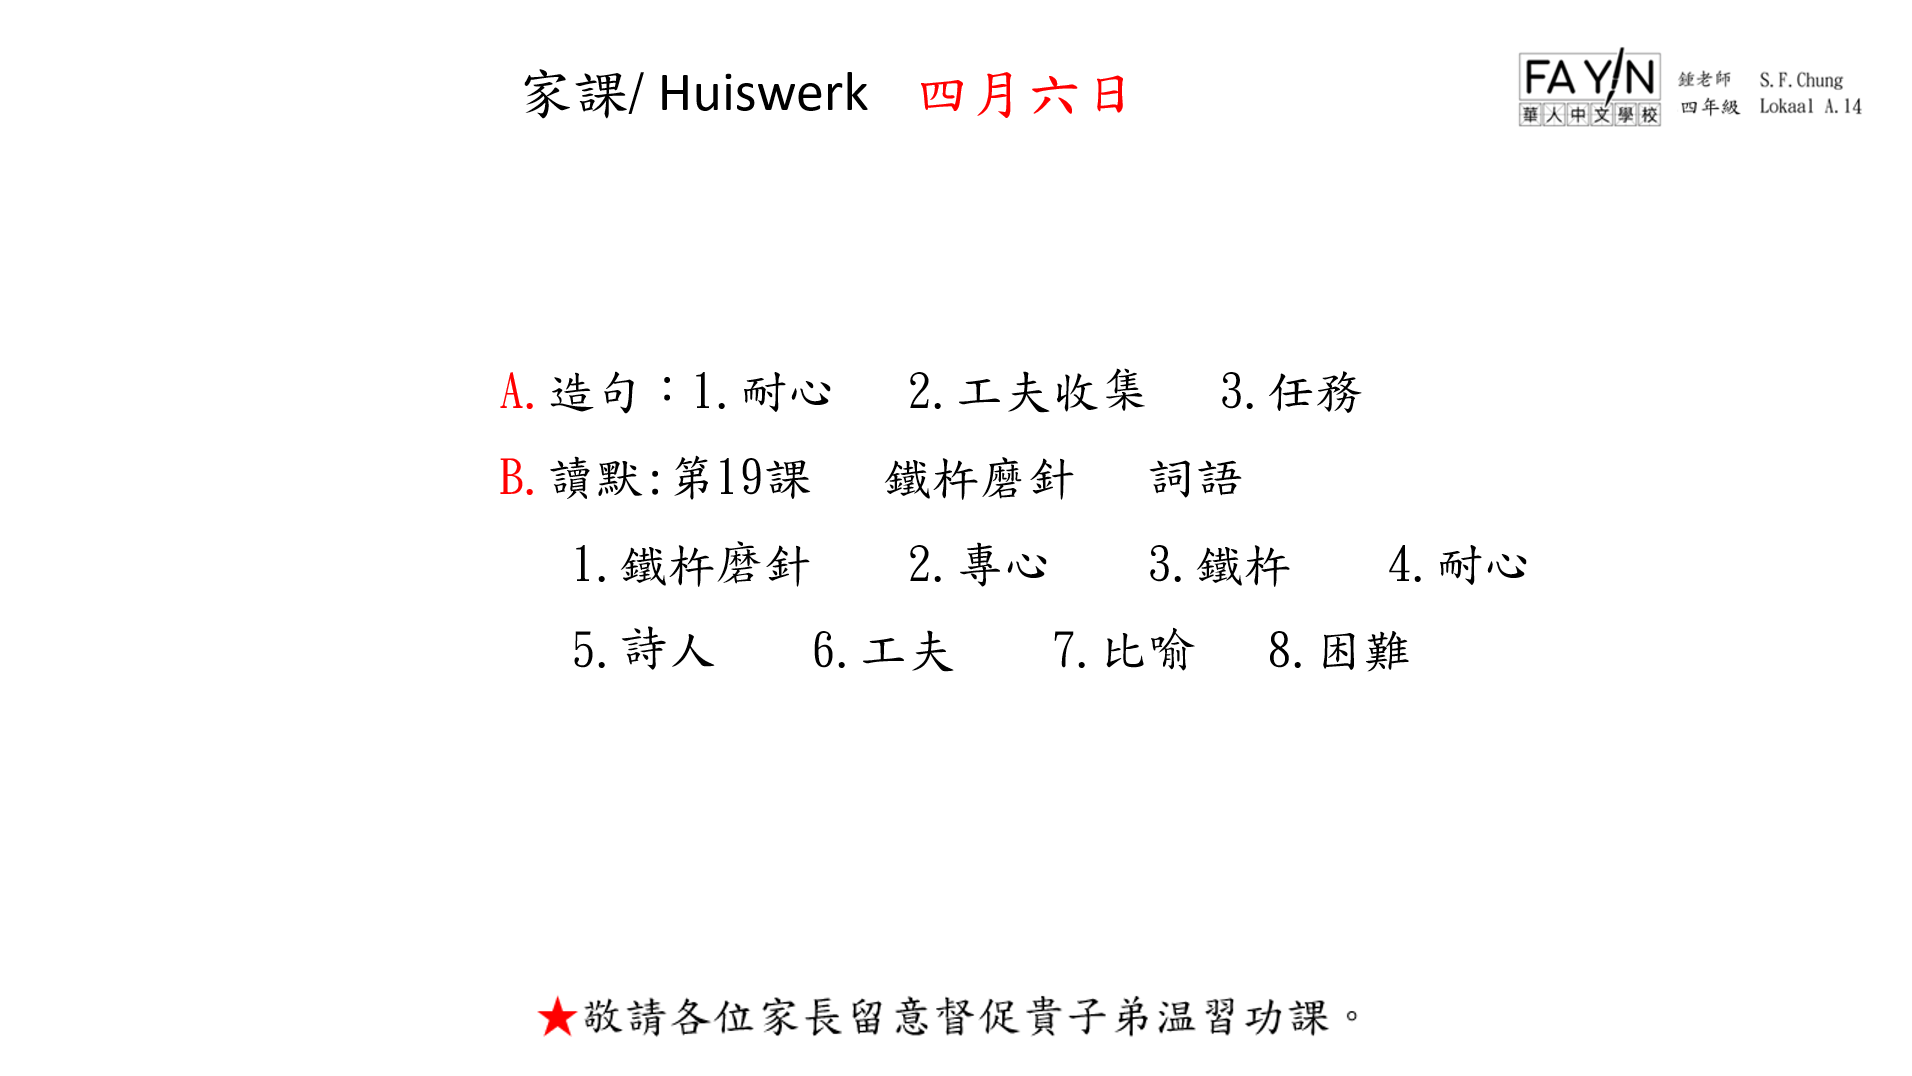 家課/ Huiswerk 四月六日
FAYIN
華人中文學校
鍾老師 S.F.Chung
四年級 Lokaal A.14
A.造句：1.耐心 2.工夫收集 3.任務
B.讀默:第19課 鐵杵磨針 詞語
1.鐵杵磨針 2.專心 3.鐵杵 4.耐心
5.詩人 6.工夫 7.比喻 8.困難
★敬請各位家長留意督促貴子弟温習功課。